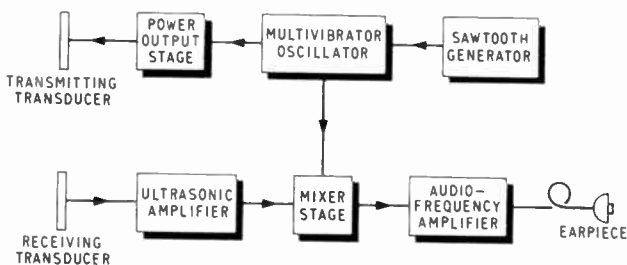 POWER
OUTPUT
STAGE
MULTIVIBRATOR
OSCILLATOR
SAWTOOTH
GENERATOR
TRANSMITTING
TRANSDUCER
ULTRASONIC
AMPLIFIER
MIXER
STAGE
AUDIO-
FREQUENCY
AMPLIFIER
EARPIECE
RECEIVING
TRANSDUCER